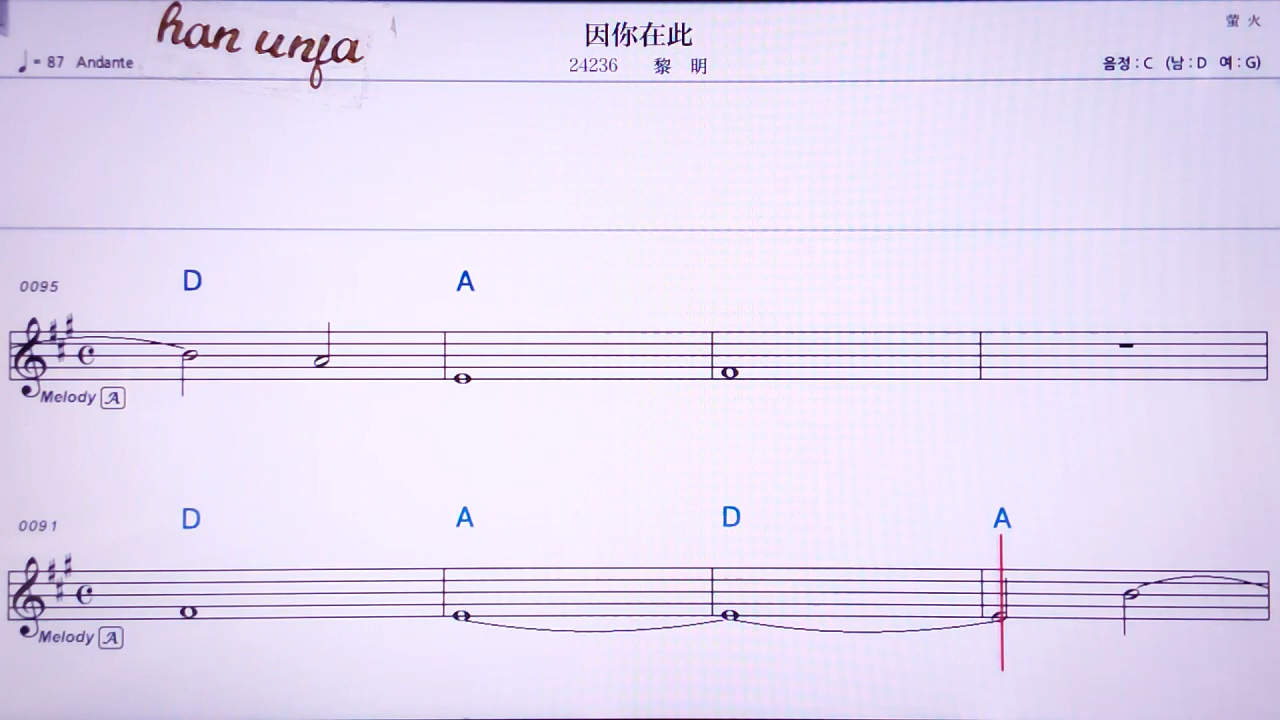 han unfa
因你在此
萤 火
♩= 87 Andante
24236 黎 明
음정 : C (남 : D 여 : G)
0095
D A
Melody A
0091
D A D A
Melody A